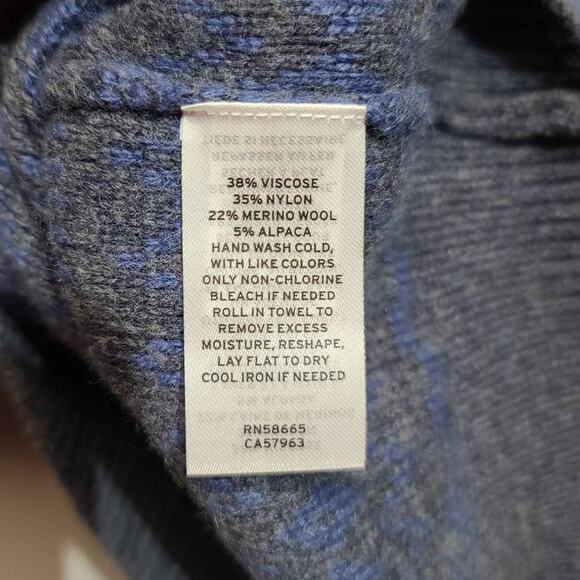 38% VISCOSE
35% NYLON
22% MERINO WOOL
5% ALPACA
HAND WASH COLD,
WITH LIKE COLORS
ONLY NON-CHLORINE
BLEACH IF NEEDED
ROLL IN TOWEL TO
REMOVE EXCESS
MOISTURE, RESHAPE,
LAY FLAT TO DRY
COOL IRON IF NEEDED
RN58665
CA57963